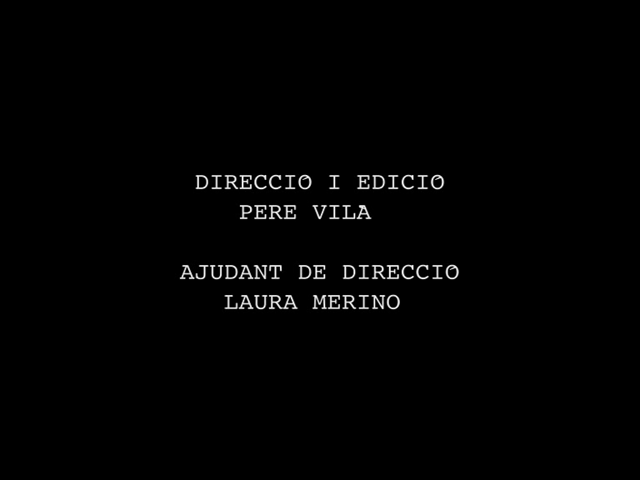 DIRECCIO I EDICIO
PERE VILA
AJUDANT DE DIRECCIO
LAURA MERINO